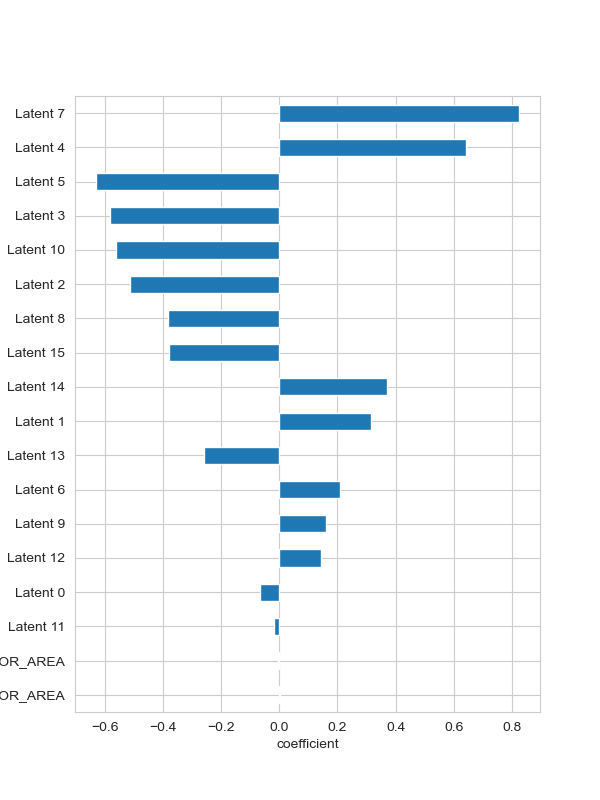 Latent 7
Latent 4
Latent 5
Latent 3
Latent 10
Latent 2
Latent 8
Latent 15
Latent 14
Latent 1
Latent 13
Latent 6
Latent 9
Latent 12
Latent 0
Latent 11
OR_AREA
OR_AREA
−0.6 −0.4 −0.2 0.0 0.2 0.4 0.6 0.8
coefficient